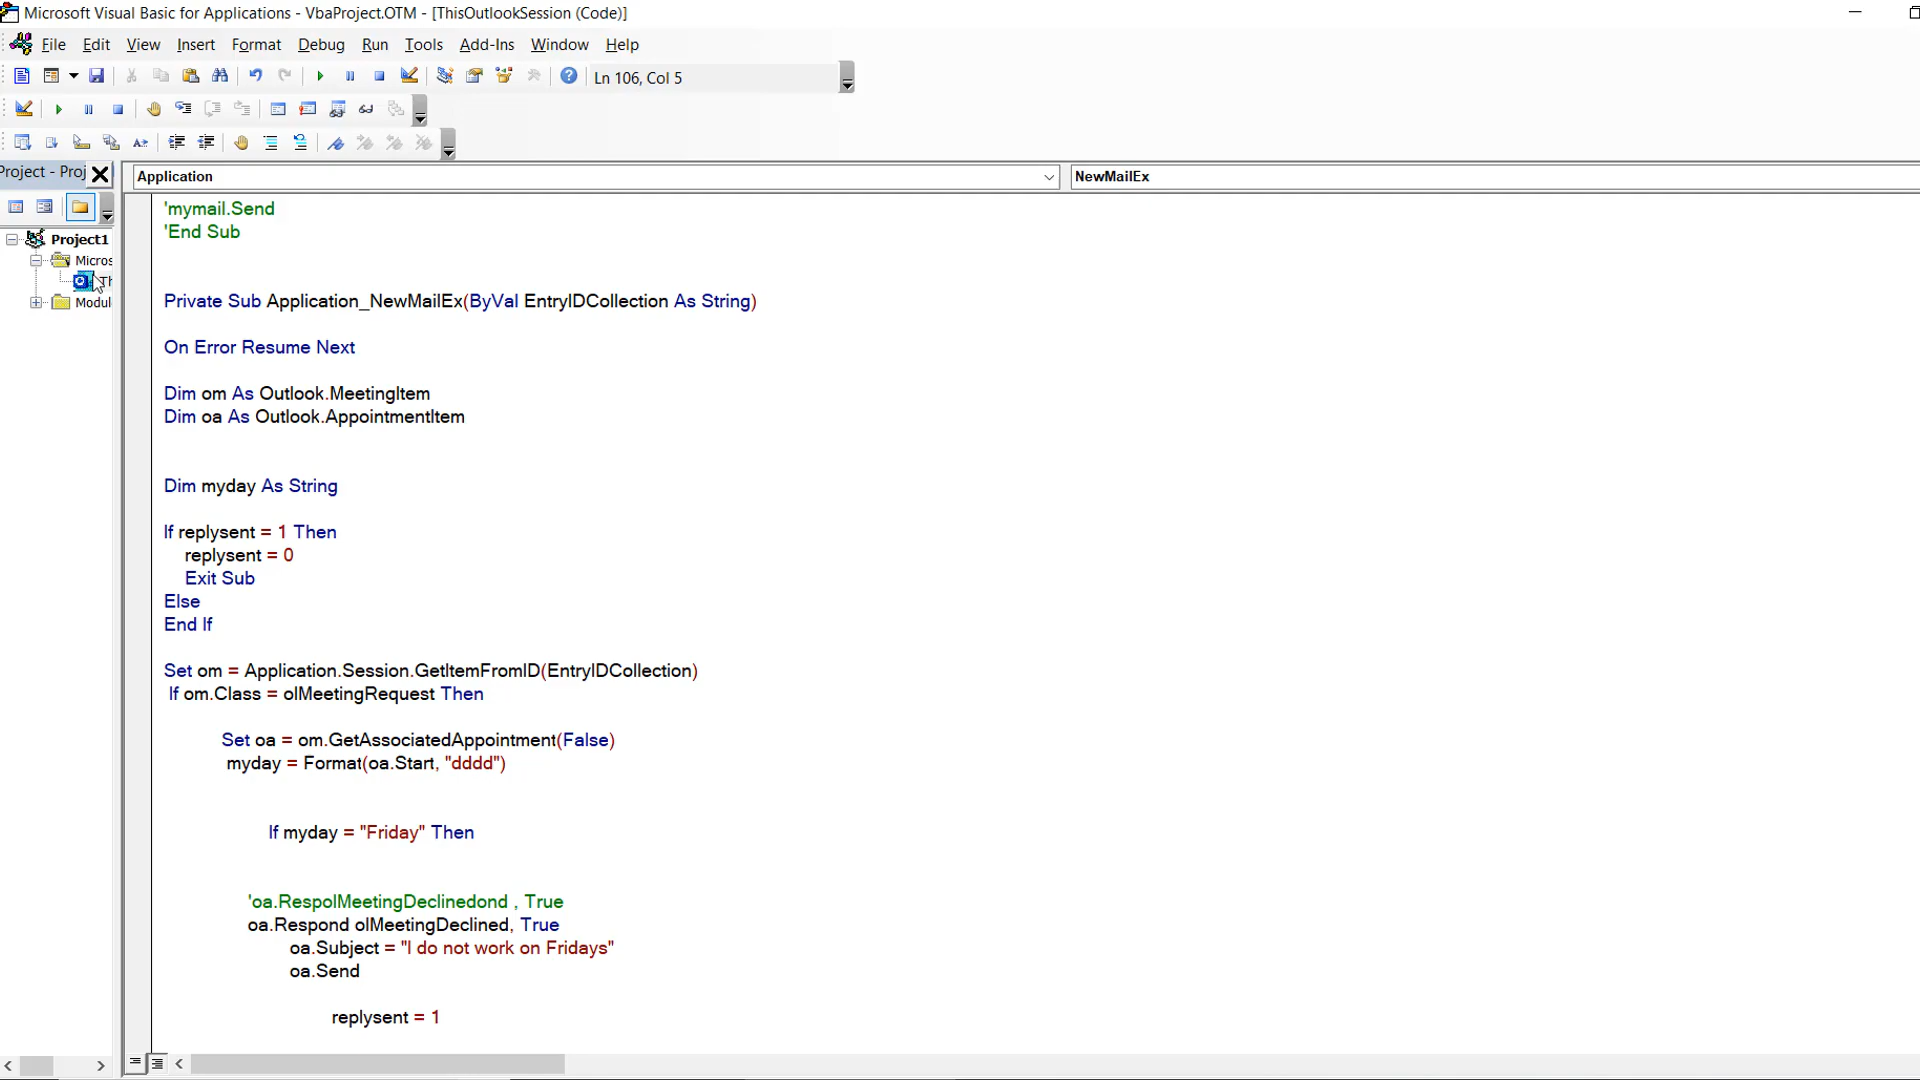 Microsoft Visual Basic for Applications - VbaProject.OTM - [ThisOutlookSession (Code)]
File Edit View Insert Format Debug Run Tools Add-Ins Window Help
Ln 106, Col 5
Project - Proj
Application
NewMailEx
Project1
Micros
Th
Modul
'mymail.Send
'End Sub
Private Sub Application_NewMailEx(ByVal EntryIDCollection As String)
On Error Resume Next
Dim om As Outlook.MeetingItem
Dim oa As Outlook.AppointmentItem
Dim myday As String
If replysent = 1 Then
replysent = 0
Exit Sub
Else
End If
Set om = Application.Session.GetItemFromID(EntryIDCollection)
If om.Class = olMeetingRequest Then
Set oa = om.GetAssociatedAppointment(False)
myday = Format(oa.Start, "dddd")
If myday = "Friday" Then
'oa.RespolMeetingDeclinedond , True
oa.Respond olMeetingDeclined, True
oa.Subject = "I do not work on Fridays"
oa.Send
replysent = 1